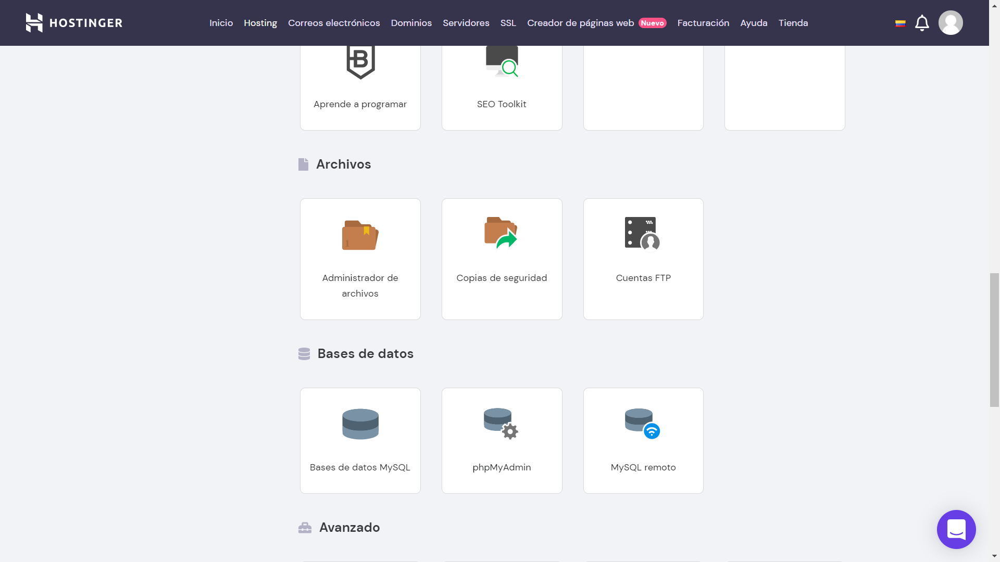 HOSTINGER
Inicio Hosting Correos electrónicos Dominios Servidores SSL Creador de páginas web Nuevo Facturación Ayuda Tienda
B
Aprende a programar
SEO Toolkit
Archivos
1
Administrador de
archivos
Copias de seguridad
Cuentas FTP
Bases de datos
Bases de datos MySQL
phpMyAdmin
MySQL remoto
Avanzado